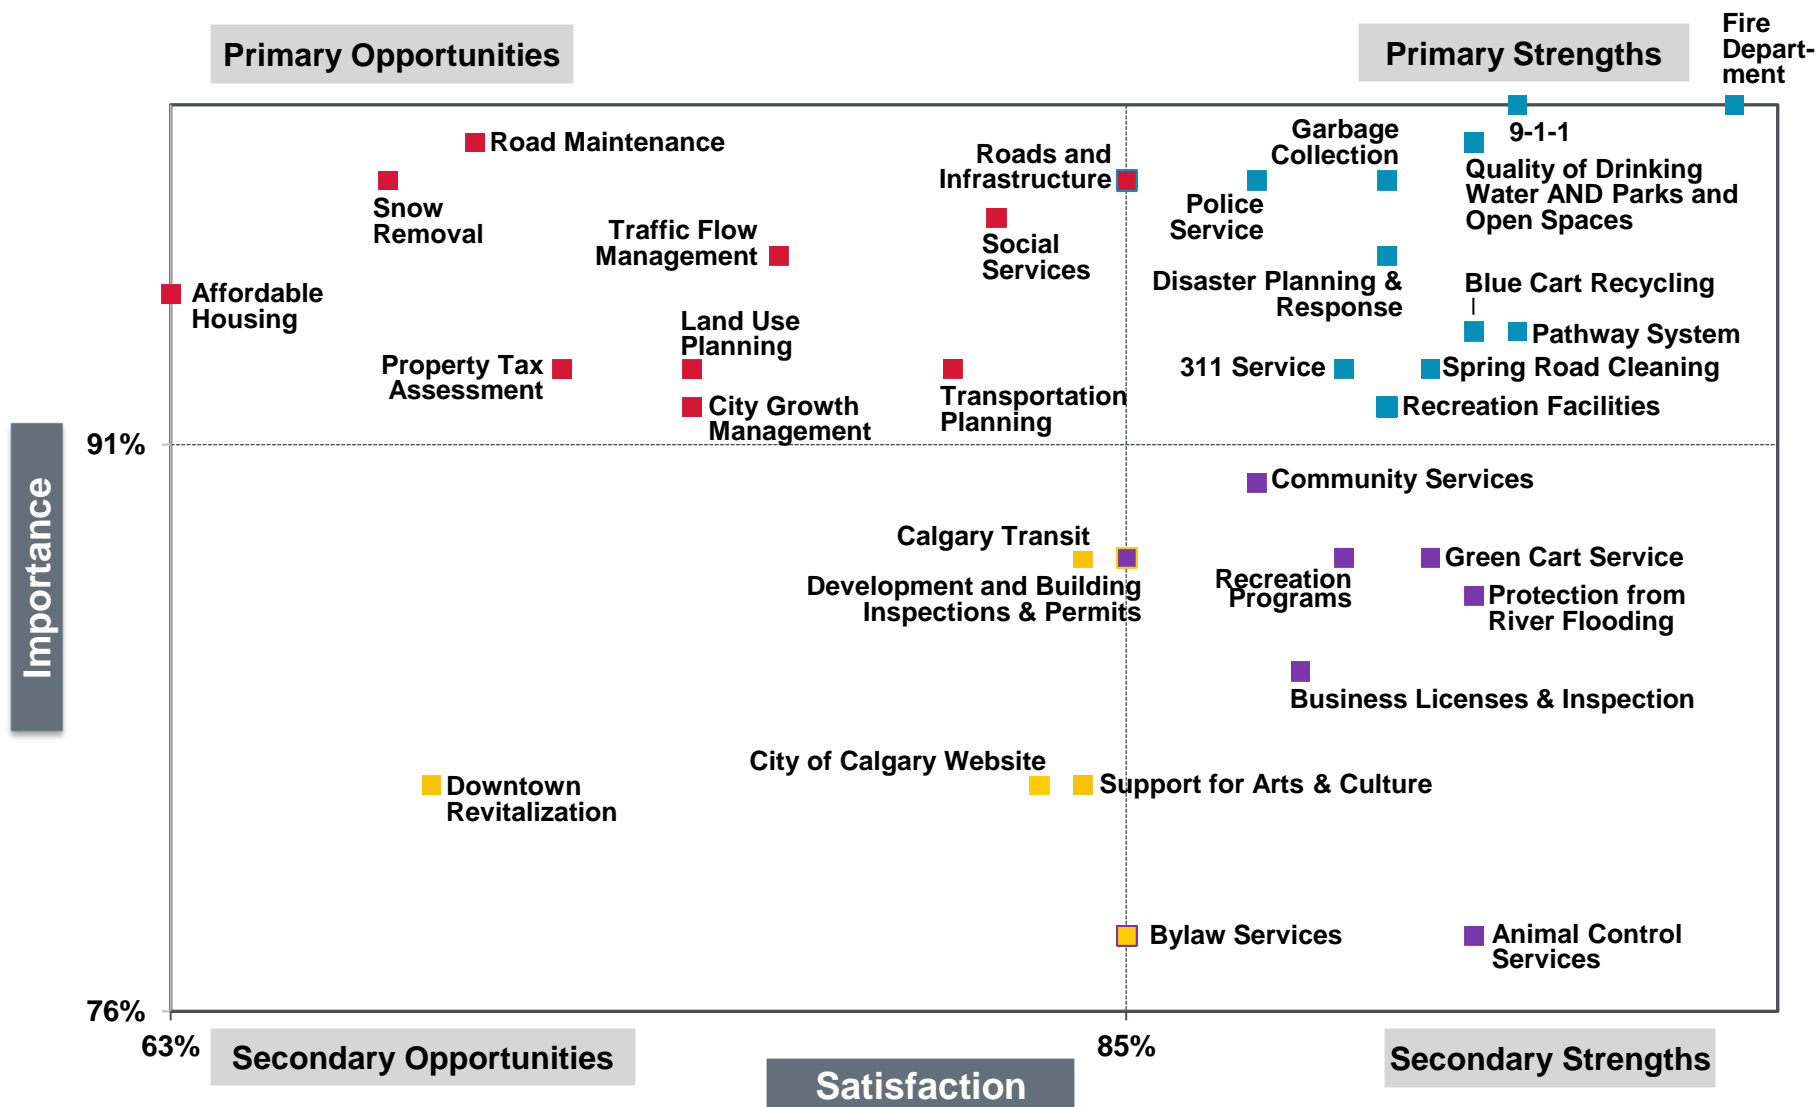 Primary Opportunities
Primary Strengths
Fire
Depart-
ment
Road Maintenance
Snow
Removal
Traffic Flow
Management
Roads and
Infrastructure
Social
Services
Garbage
Collection
Police
Service
9-1-1
Quality of Drinking
Water AND Parks and
Open Spaces
Disaster Planning &
Response
Blue Cart Recycling
Pathway System
Affordable
Housing
Land Use
Planning
Property Tax
Assessment
City Growth
Management
Transportation
Planning
311 Service
Spring Road Cleaning
Recreation Facilities
91%
Importance
Community Services
Calgary Transit
Development and Building
Inspections & Permits
Recreation
Programs
Green Cart Service
Protection from
River Flooding
Business Licenses & Inspection
City of Calgary Website
Support for Arts & Culture
Downtown
Revitalization
Bylaw Services
Animal Control
Services
76%
63%
85%
Secondary Opportunities
Satisfaction
Secondary Strengths